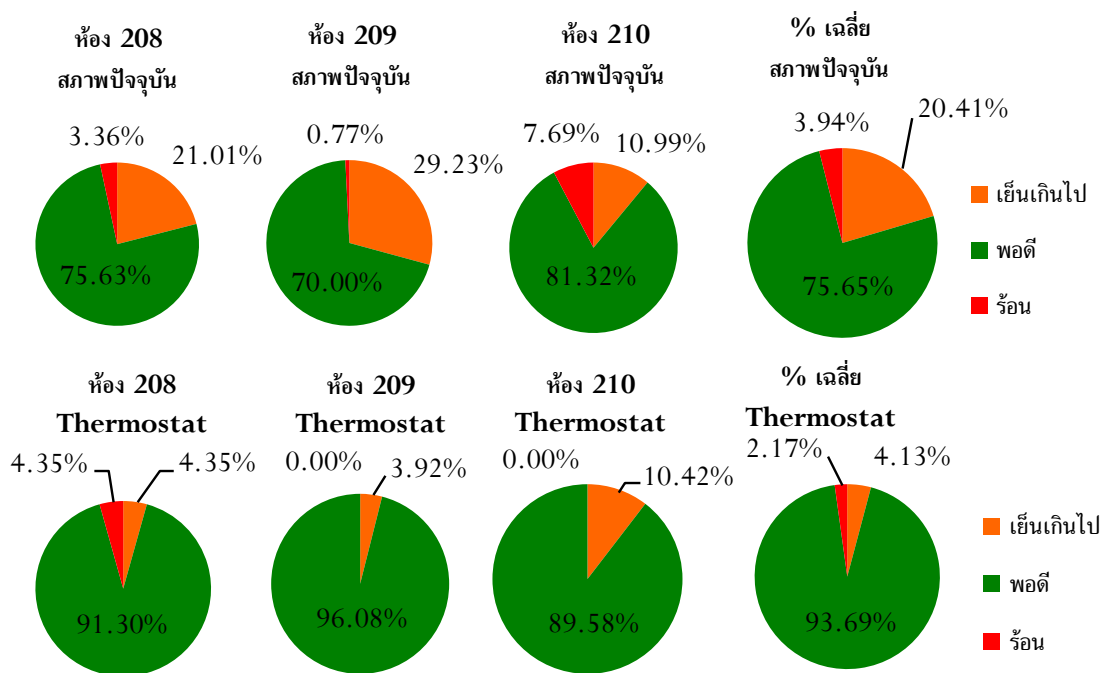 ห้อง 208
สภาพปัจจุบัน
3.36%
21.01%
75.63%
ห้อง 209
สภาพปัจจุบัน
0.77%
29.23%
70.00%
ห้อง 210
สภาพปัจจุบัน
7.69%
10.99%
81.32%
% เฉลี่ย
สภาพปัจจุบัน
3.94%
20.41%
75.65%
เย็นเกินไป
พอดี
ร้อน
ห้อง 208
Thermostat
4.35%
4.35%
91.30%
ห้อง 209
Thermostat
0.00%
3.92%
96.08%
ห้อง 210
Thermostat
0.00%
10.42%
89.58%
% เฉลี่ย
Thermostat
2.17%
4.13%
93.69%
เย็นเกินไป
พอดี
ร้อน